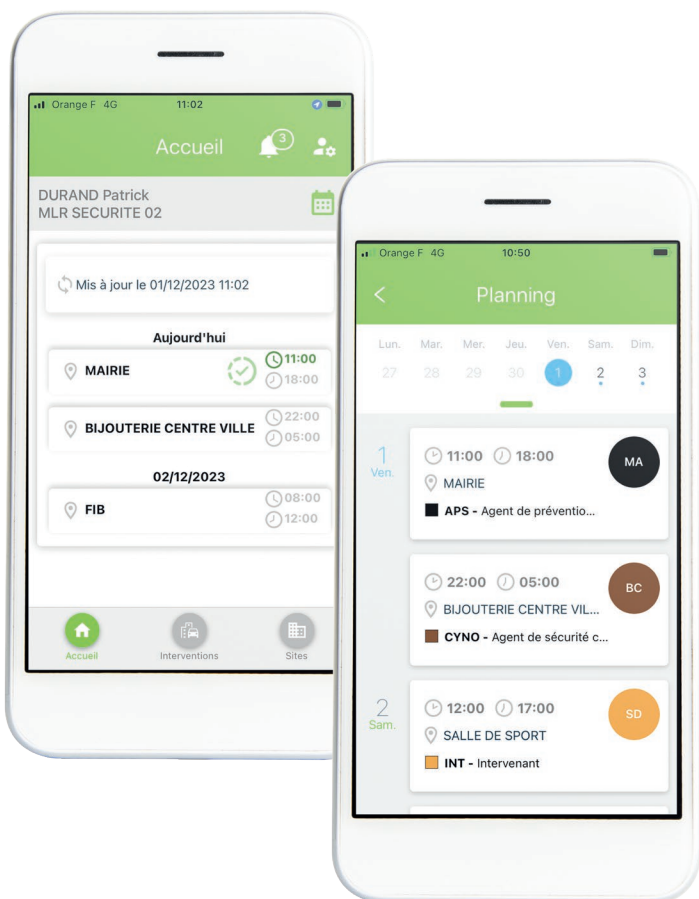 Orange F 4G 11:02
Accueil 3
DURAND Patrick
MLR SECURITE 02
Mis à jour le 01/12/2023 11:02
Aujourd'hui
MAIRIE 11:00
18:00
BIJOUTERIE CENTRE VILLE 22:00
05:00
02/12/2023
FIB 08:00
12:00
Accueil Interventions Sites
Orange F 4G 10:50
< Planning
Lun. Mar. Mer. Jeu. Ven. Sam. Dim.
27 28 29 30 1 2 3
1
Ven.
11:00 18:00
MAIRIE
MA
APS - Agent de préventio...
22:00 05:00
BIJOUTERIE CENTRE VIL...
BC
CYNO - Agent de sécurité c...
2
Sam.
12:00 17:00
SALLE DE SPORT
SD
INT - Intervenant